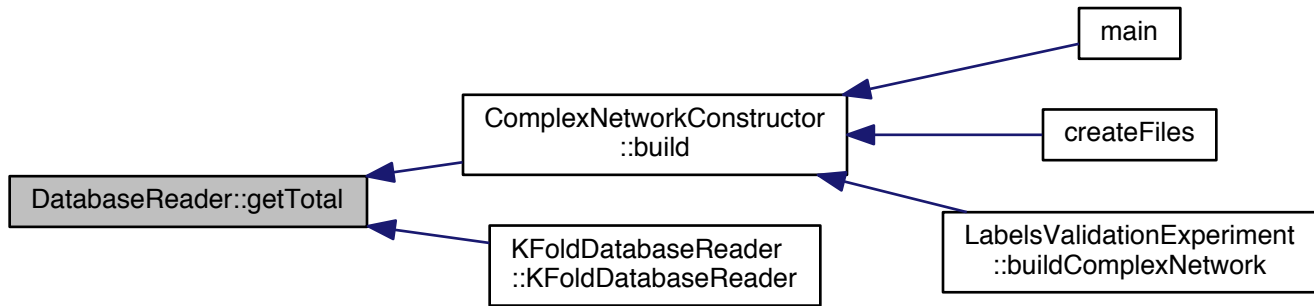 main
ComplexNetworkConstructor
::build
createFiles
DatabaseReader::getTotal
LabelsValidationExperiment
::buildComplexNetwork
KFoldDatabaseReader
::KFoldDatabaseReader